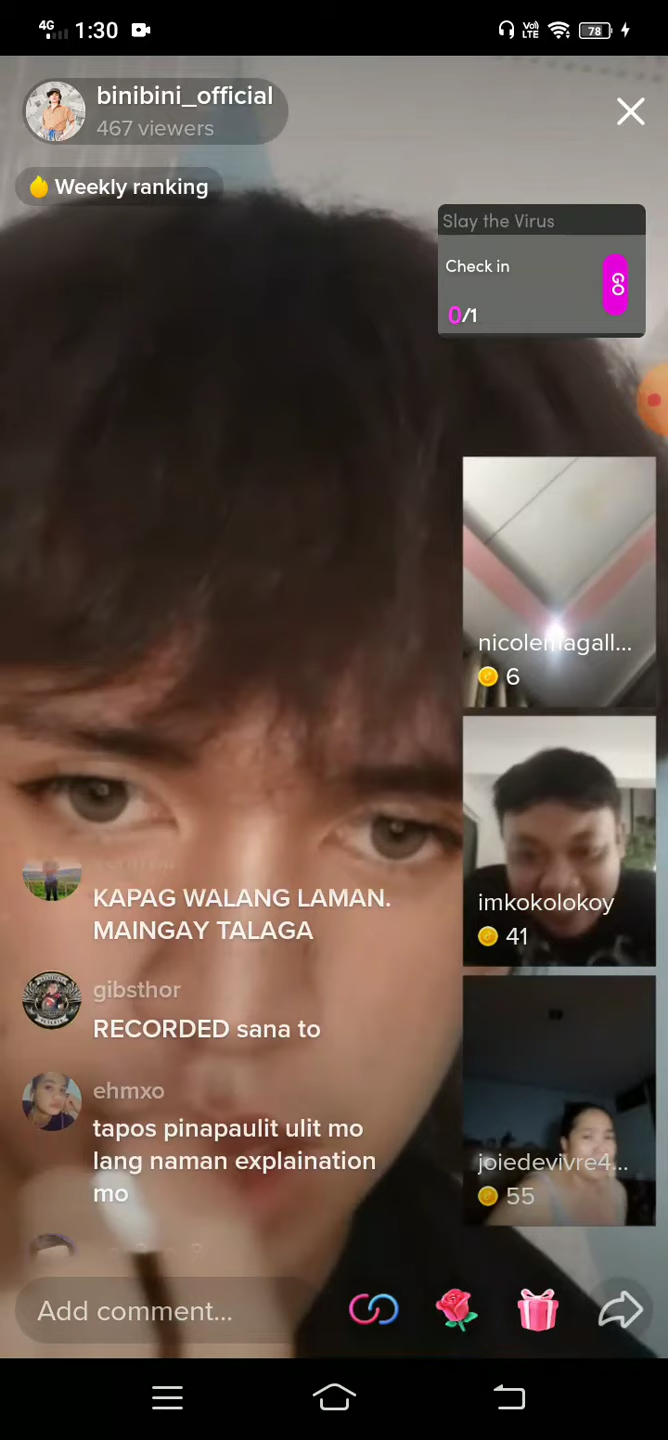 4G 1:30 VoI) LTE 78
binibini_official
467 viewers
Weekly ranking
Slay the Virus
Check in
GO
0/1
nicolemagall...
6
imkokolokoy
41
KAPAG WALANG LAMAN.
MAINGAY TALAGA
gibsthor
RECORDED sana to
ehmxo
tapos pinapaulit ulit mo
lang naman explaination
mo
joiedevivre4...
55
Add comment...